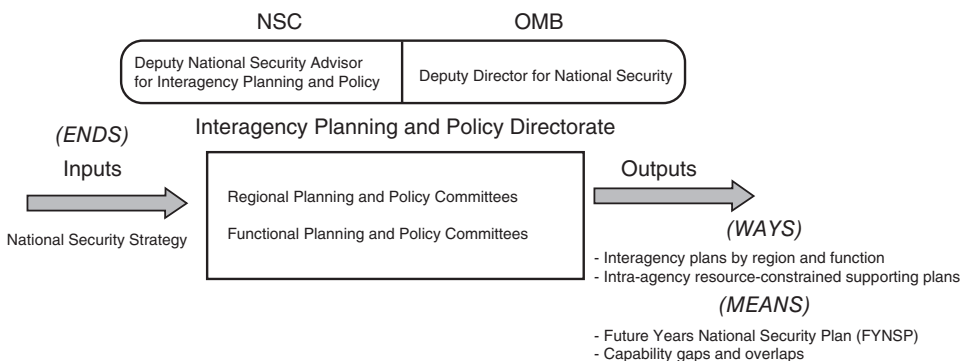 NSC
OMB
Deputy National Security Advisor
for Interagency Planning and Policy
Deputy Director for National Security
Interagency Planning and Policy Directorate
(ENDS)
Inputs
National Security Strategy
Regional Planning and Policy Committees
Functional Planning and Policy Committees
Outputs
(WAYS)
- Interagency plans by region and function
- Intra-agency resource-constrained supporting plans
(MEANS)
- Future Years National Security Plan (FYNSP)
- Capability gaps and overlaps